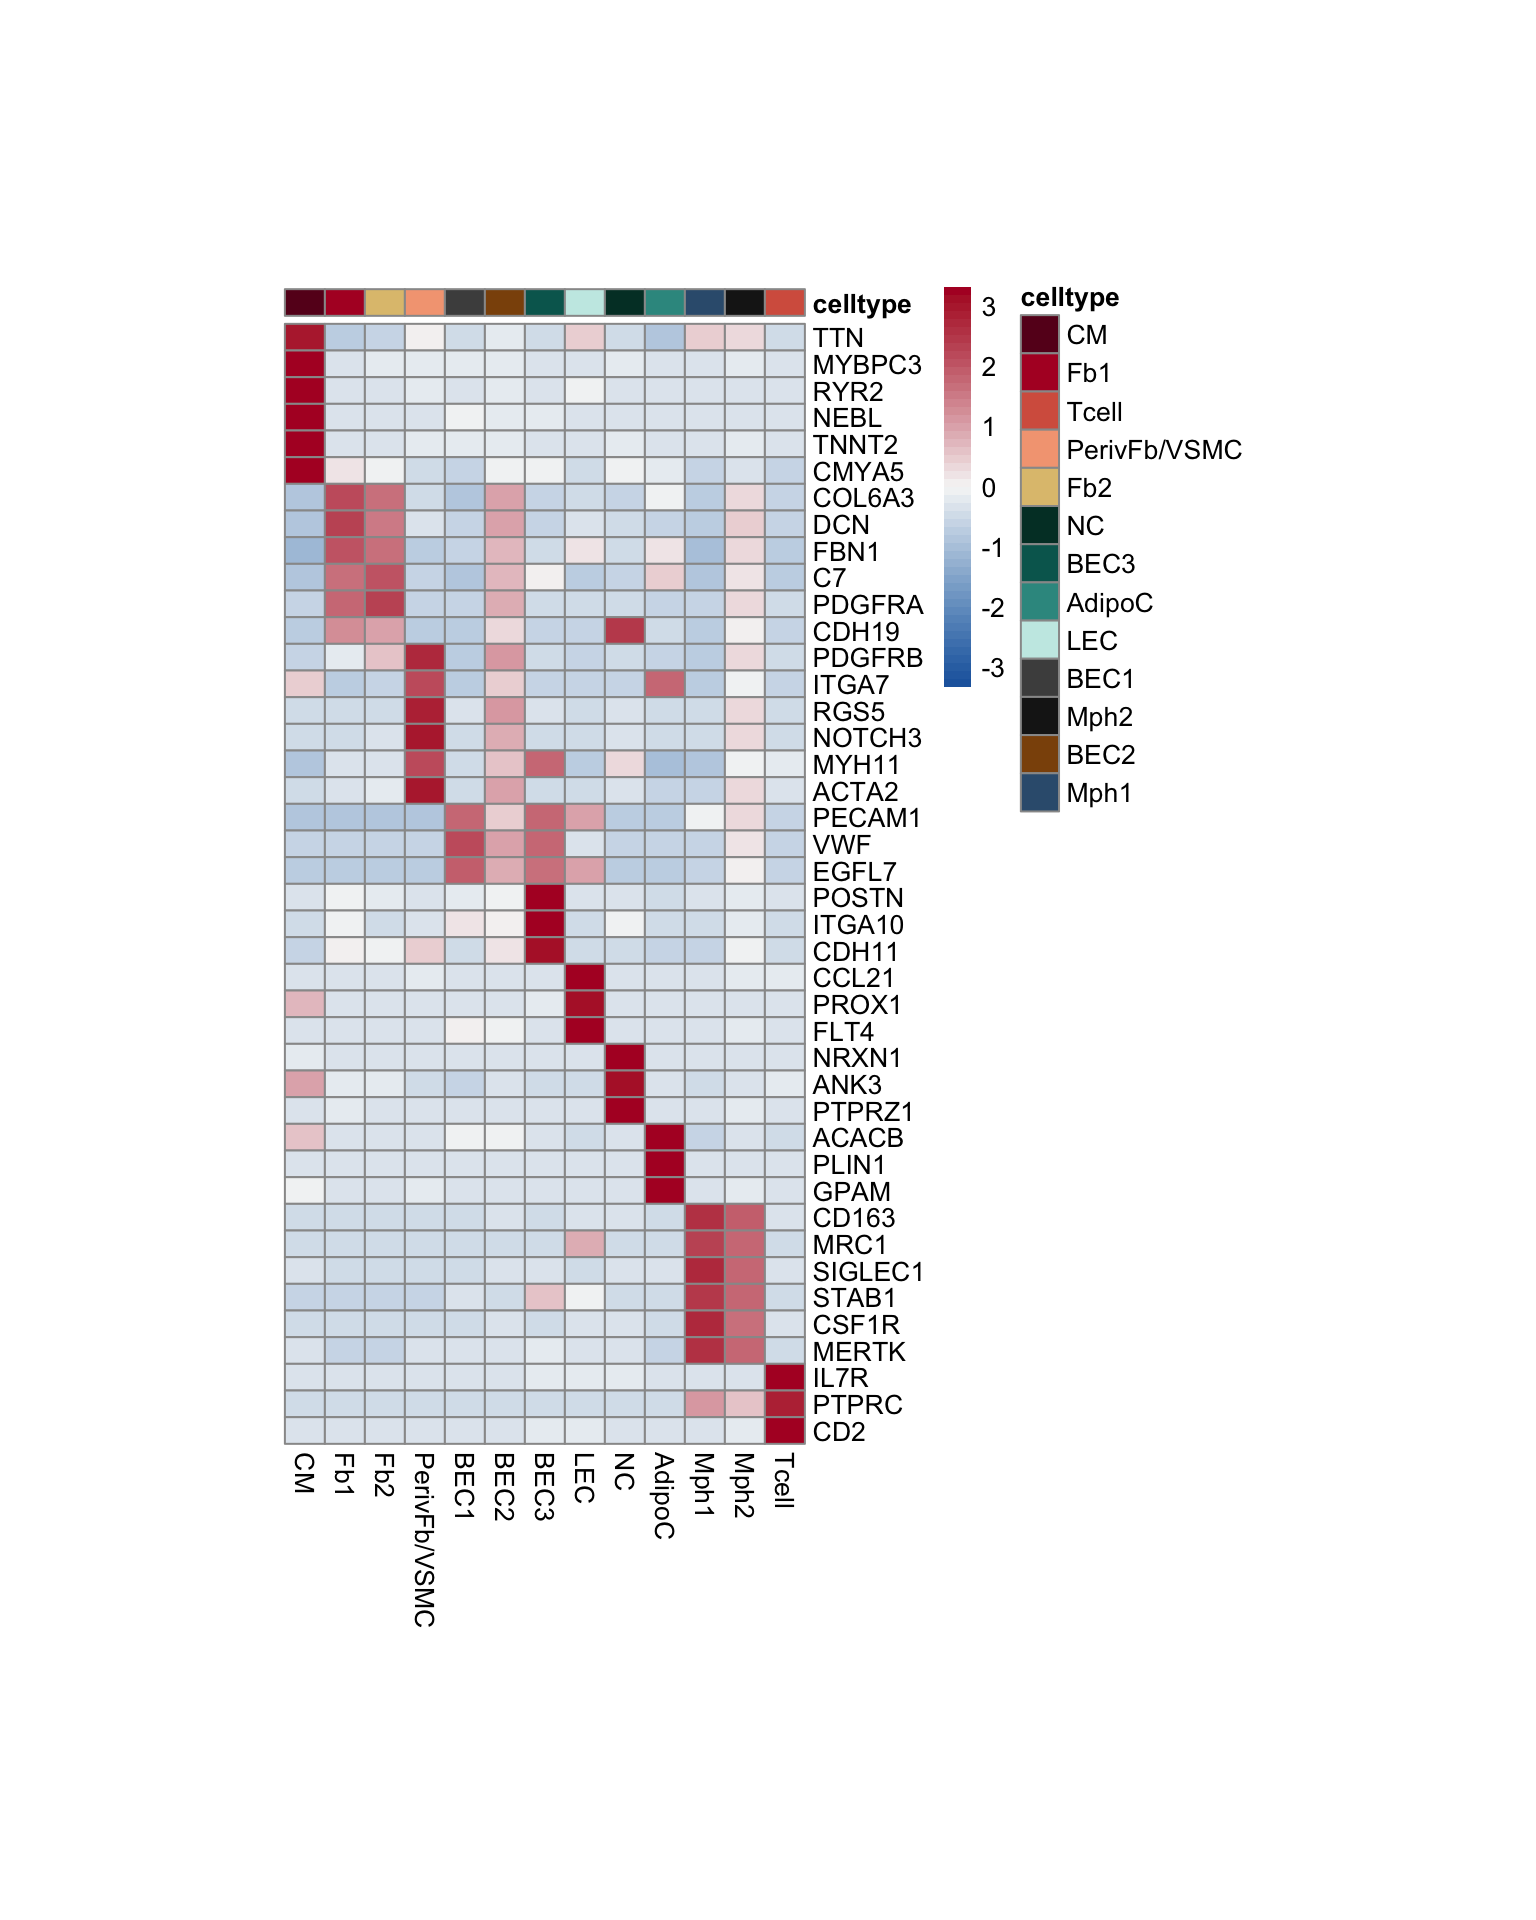 celltype
TTN
MYBPC3
RYR2
NEBL
TNNT2
CMYA5
COL6A3
DCN
FBN1
C7
PDGFRA
CDH19
PDGFRB
ITGA7
RGS5
NOTCH3
MYH11
ACTA2
PECAM1
VWF
EGFL7
POSTN
ITGA10
CDH11
CCL21
PROX1
FLT4
NRXN1
ANK3
PTPRZ1
ACACB
PLIN1
GPAM
CD163
MRC1
SIGLEC1
STAB1
CSF1R
MERTK
IL7R
PTPRC
CD2
CM
Fb1
Fb2
PerivFb/VSMC
BEC1
BEC2
BEC3
LEC
NC
AdipoC
Mph1
Mph2
Tcell
3
2
1
0
-1
-2
-3
celltype
CM
Fb1
Tcell
PerivFb/VSMC
Fb2
NC
BEC3
AdipoC
LEC
BEC1
Mph2
BEC2
Mph1